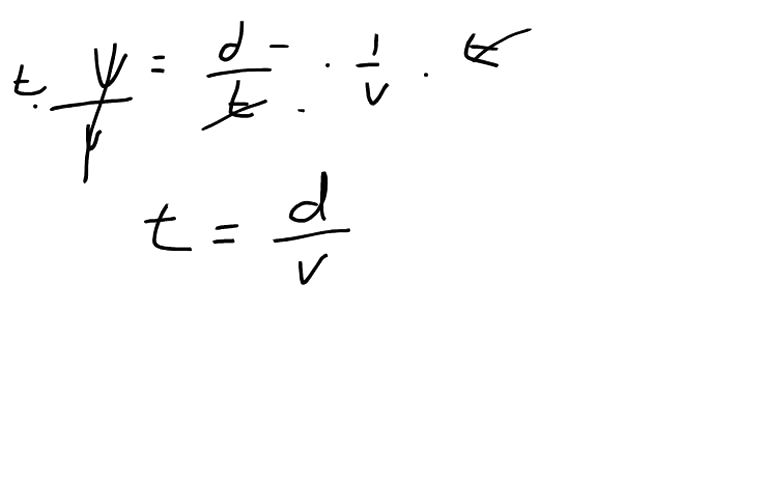 t · v/v = d/t · 1/v · t
t = d/v